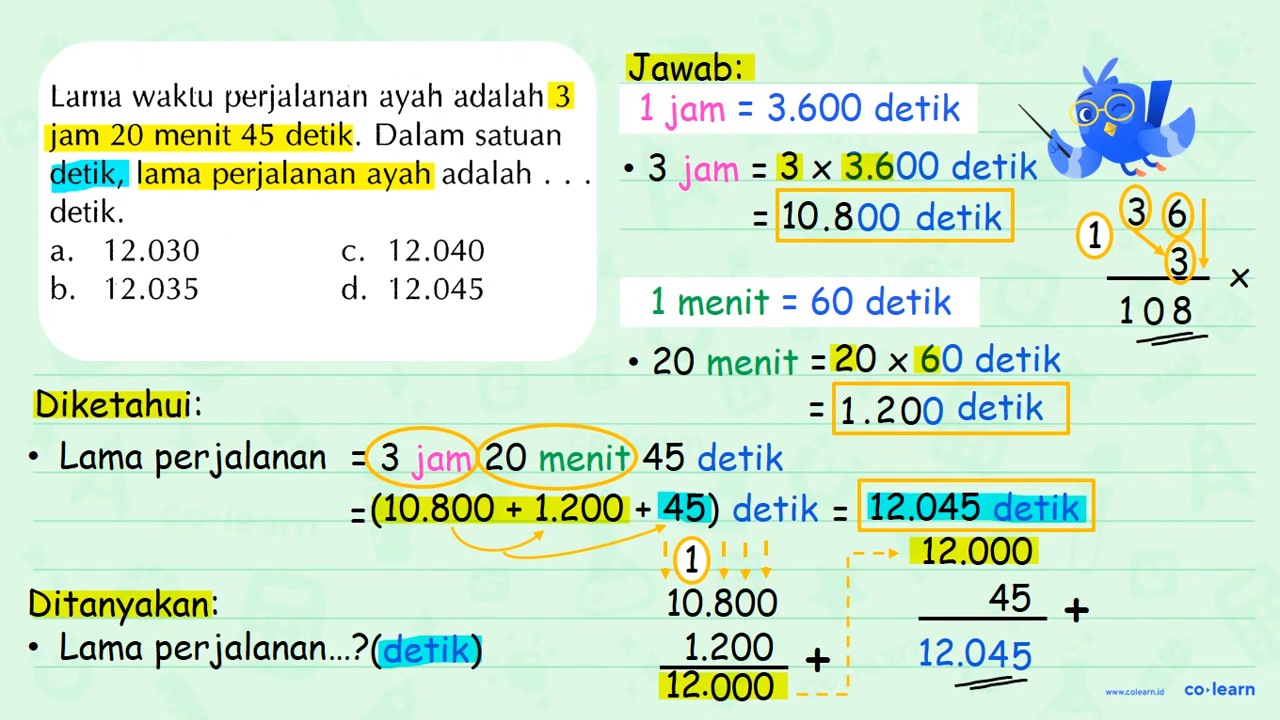 Lama waktu perjalanan ayah adalah 3
jam 20 menit 45 detik. Dalam satuan
detik, lama perjalanan ayah adalah . . .
detik.
a. 12.030 c. 12.040
b. 12.035 d. 12.045
Diketahui:
• Lama perjalanan = 3 jam 20 menit 45 detik
= (10.800 + 1.200 + 45) detik = 12.045 detik
1
10.800
1.200 +
12.000
12.000
45 +
12.045
Ditanyakan:
• Lama perjalanan...?(detik)
Jawab:
1 jam = 3.600 detik
• 3 jam = 3 x 3.600 detik
= 10.800 detik
1 3 6
3 x
108
1 menit = 60 detik
• 20 menit = 20 x 60 detik
= 1.200 detik
www.colearn.id co·learn